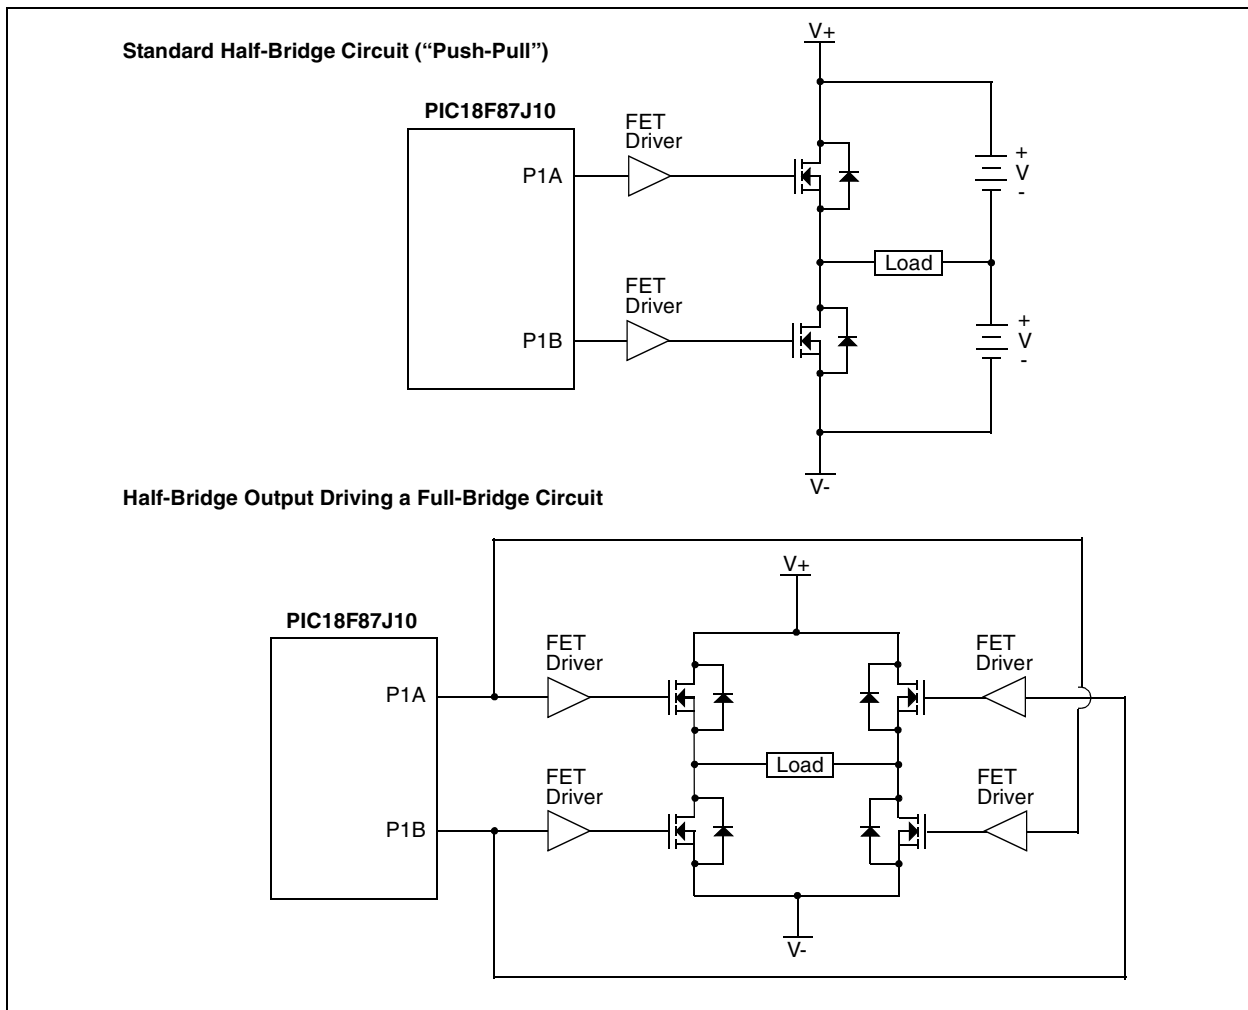 Standard Half-Bridge Circuit (“Push-Pull”)
V+
PIC18F87J10
FET
Driver
P1A
+
V
-
Load
FET
Driver
P1B
+
V
-
V-
Half-Bridge Output Driving a Full-Bridge Circuit
V+
PIC18F87J10
FET
Driver
FET
Driver
P1A
Load
FET
Driver
FET
Driver
P1B
V-